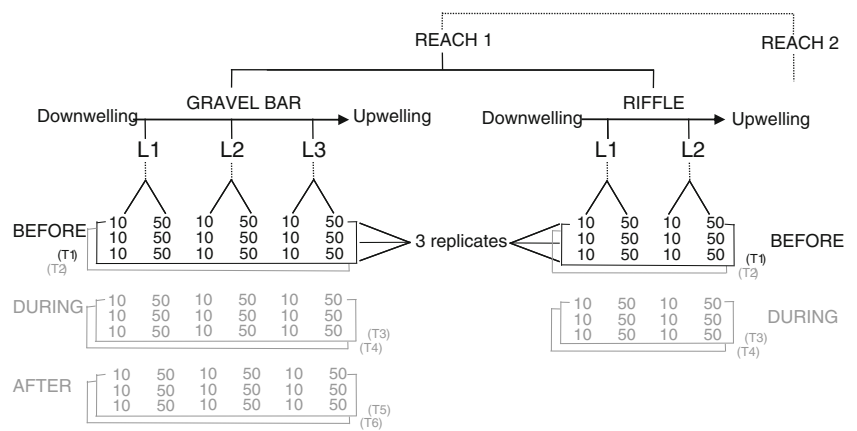 REACH 1
REACH 2
GRAVEL BAR
RIFFLE
Downwelling
Upwelling
Downwelling
Upwelling
L1 L2 L3
L1 L2
BEFORE
10 50 10 50 10 50
10 50 10 50 10 50
10 50 10 50 10 50
(T1)
(T2)
3 replicates
10 50 10 50
10 50 10 50
10 50 10 50
BEFORE
(T1)
(T2)
DURING
10 50 10 50 10 50
10 50 10 50 10 50
10 50 10 50 10 50
(T3)
(T4)
10 50 10 50
10 50 10 50
10 50 10 50
DURING
(T3)
(T4)
AFTER
10 50 10 50 10 50
10 50 10 50 10 50
10 50 10 50 10 50
(T5)
(T6)